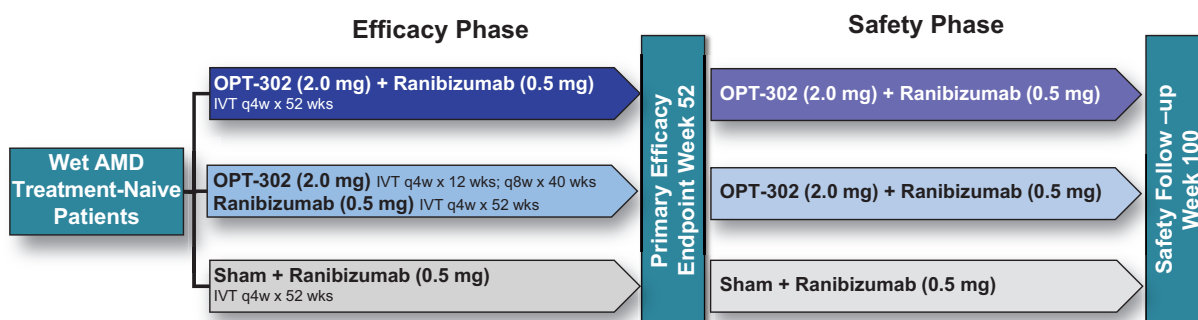 Efficacy Phase
Safety Phase
Wet AMD
Treatment-Naive
Patients
OPT-302 (2.0 mg) + Ranibizumab (0.5 mg)
IVT q4w x 52 wks
OPT-302 (2.0 mg) IVT q4w x 12 wks; q8w x 40 wks
Ranibizumab (0.5 mg) IVT q4w x 52 wks
Sham + Ranibizumab (0.5 mg)
IVT q4w x 52 wks
Primary Efficacy
Endpoint Week 52
OPT-302 (2.0 mg) + Ranibizumab (0.5 mg)
OPT-302 (2.0 mg) + Ranibizumab (0.5 mg)
Sham + Ranibizumab (0.5 mg)
Safety Follow –up
Week 100